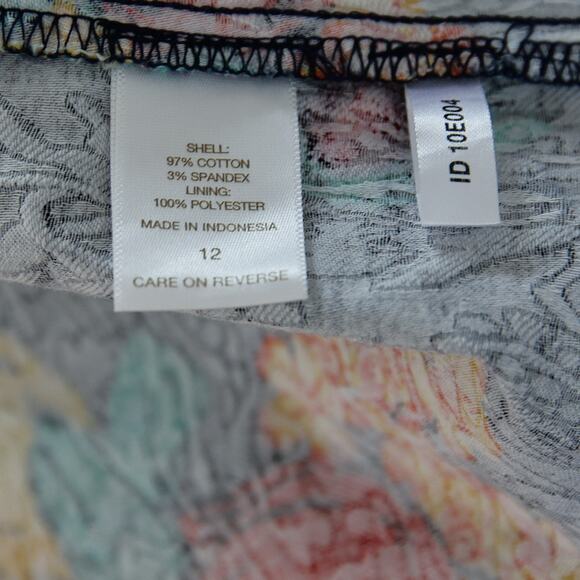 SHELL:
97% COTTON
3% SPANDEX
LINING:
100% POLYESTER
MADE IN INDONESIA
12
CARE ON REVERSE
ID 10E004